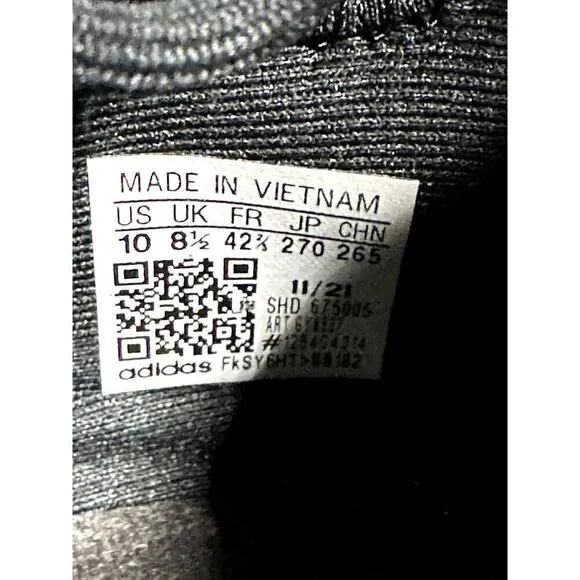 MADE IN VIETNAM
US UK FR JP CHN
10 8½ 42⅔ 270 265
11/21
SHD 675005
ART
adidas